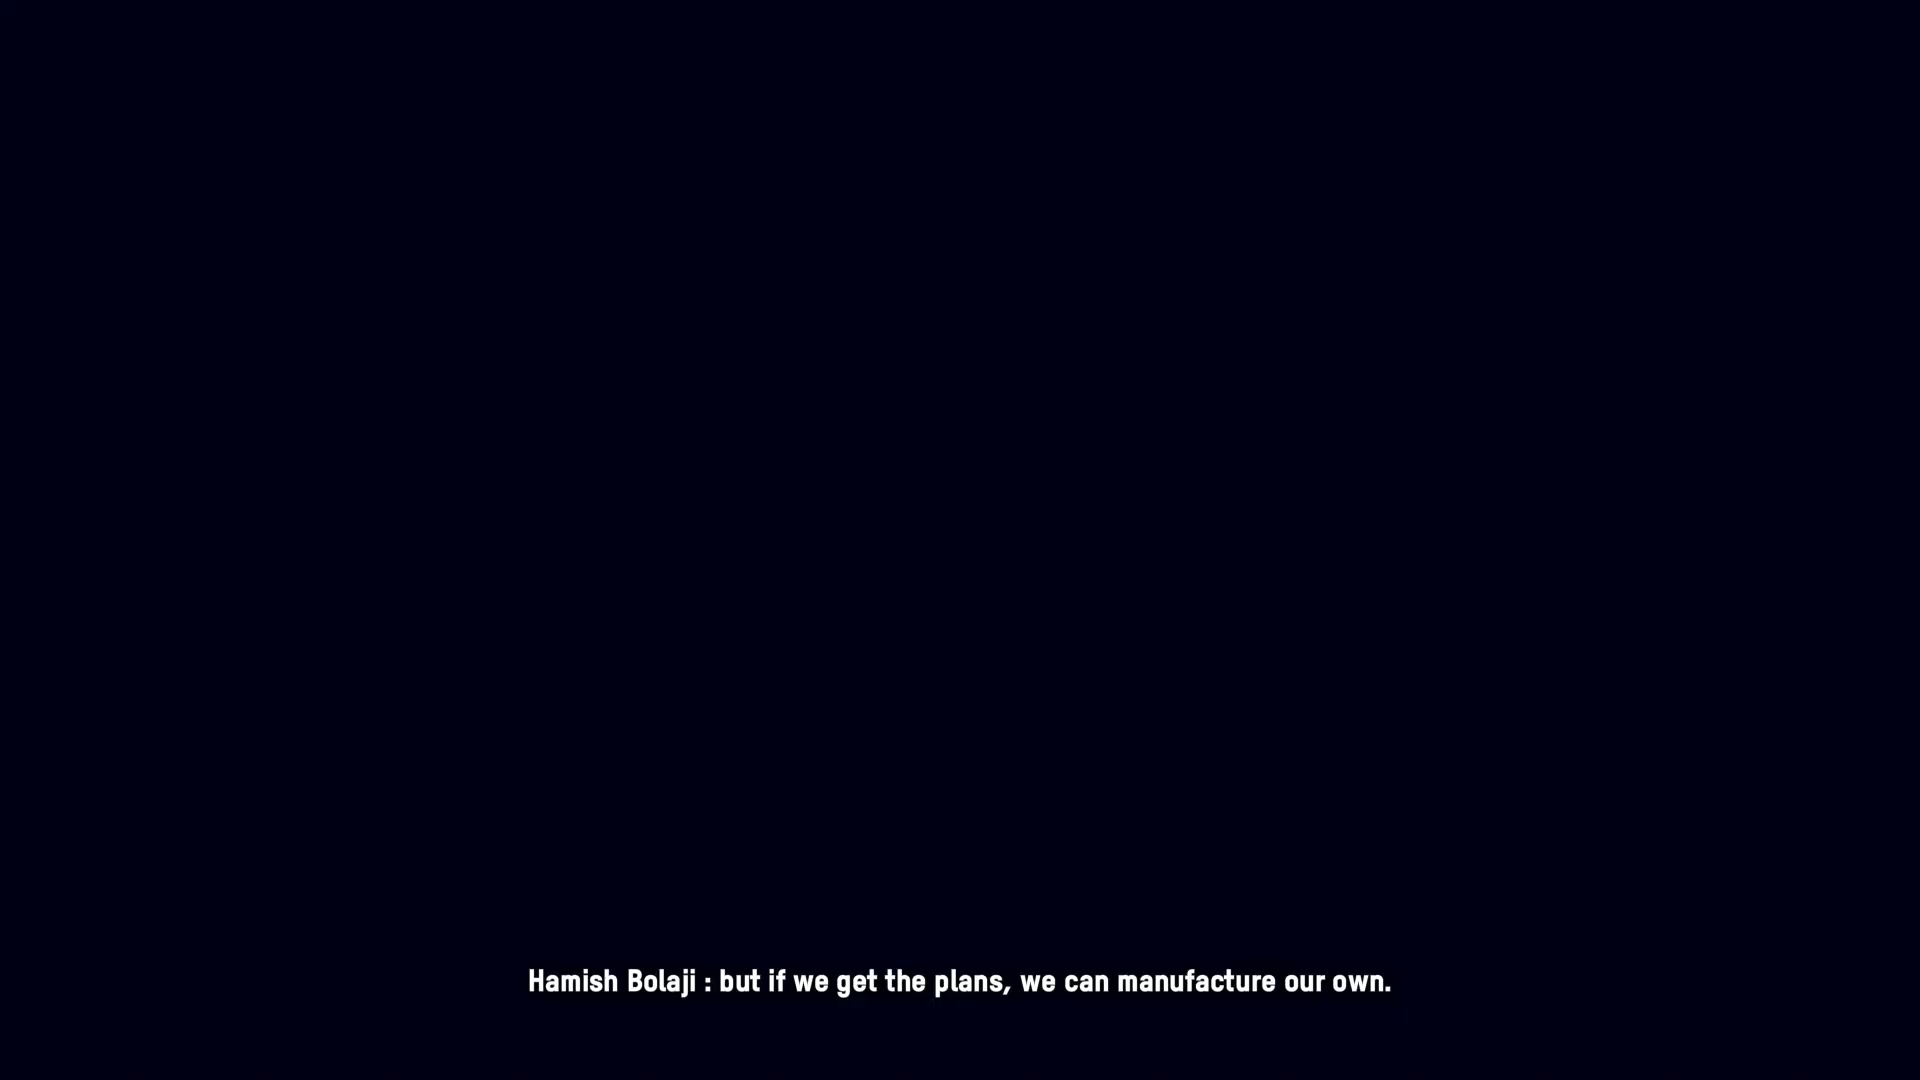 Hamish Bolaji : but if we get the plans, we can manufacture our own.